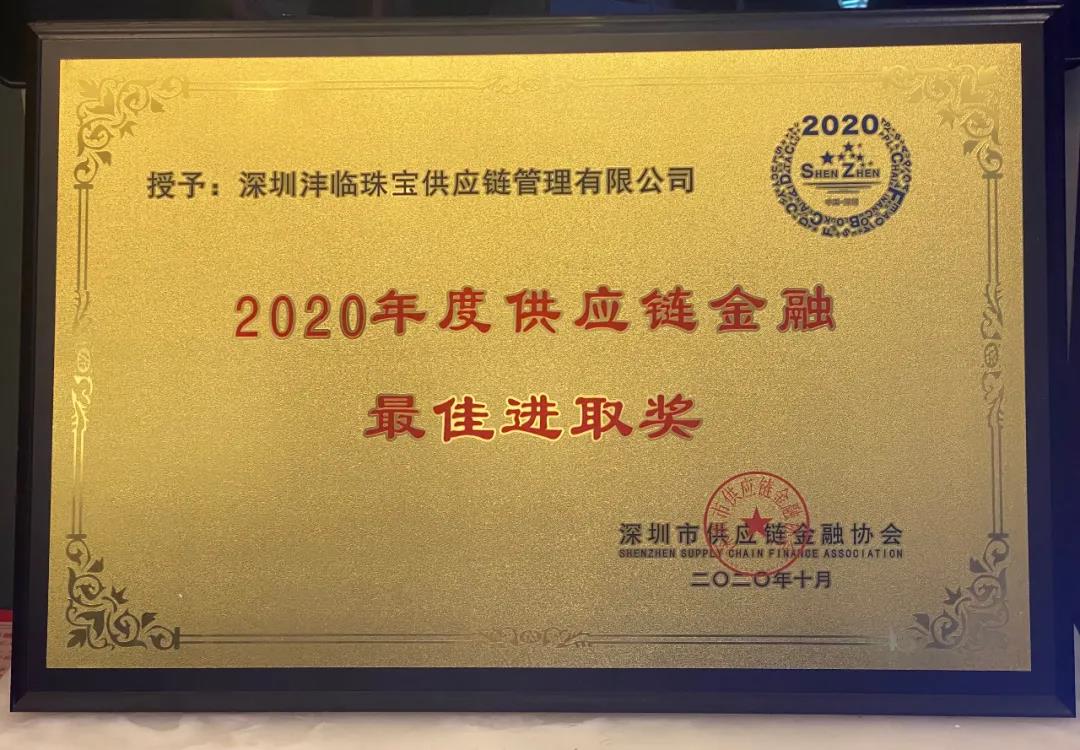 2020
SHEN ZHEN
授予：深圳沣临珠宝供应链管理有限公司
2020年度供应链金融
最佳进取奖
深圳市供应链金融协会
SHENZHEN SUPPLY CHAIN FINANCE ASSOCIATION
二〇二〇年十月